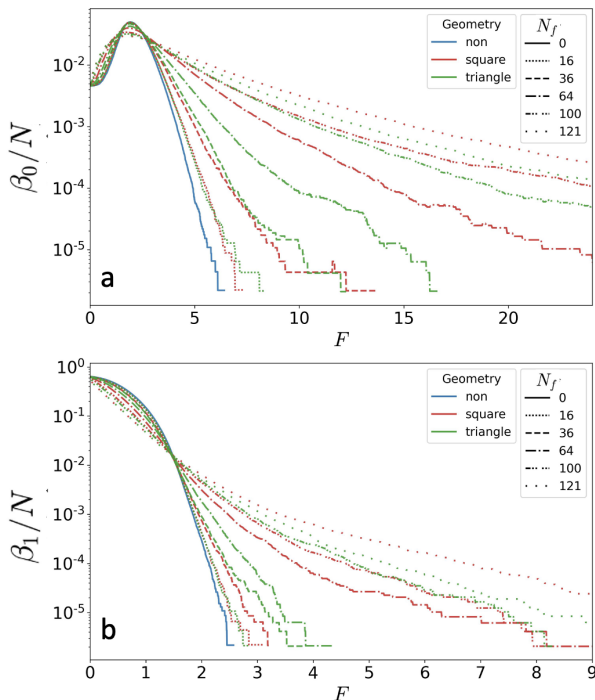 Geometry
non
square
triangle
N_f
0
16
36
64
100
121
10⁻²
10⁻³
10⁻⁴
10⁻⁵
β₀/N
a
0 5 10 15 20
F
Geometry
non
square
triangle
N_f
0
16
36
64
100
121
10⁰
10⁻¹
10⁻²
10⁻³
10⁻⁴
10⁻⁵
β₁/N
b
0 1 2 3 4 5 6 7 8 9
F